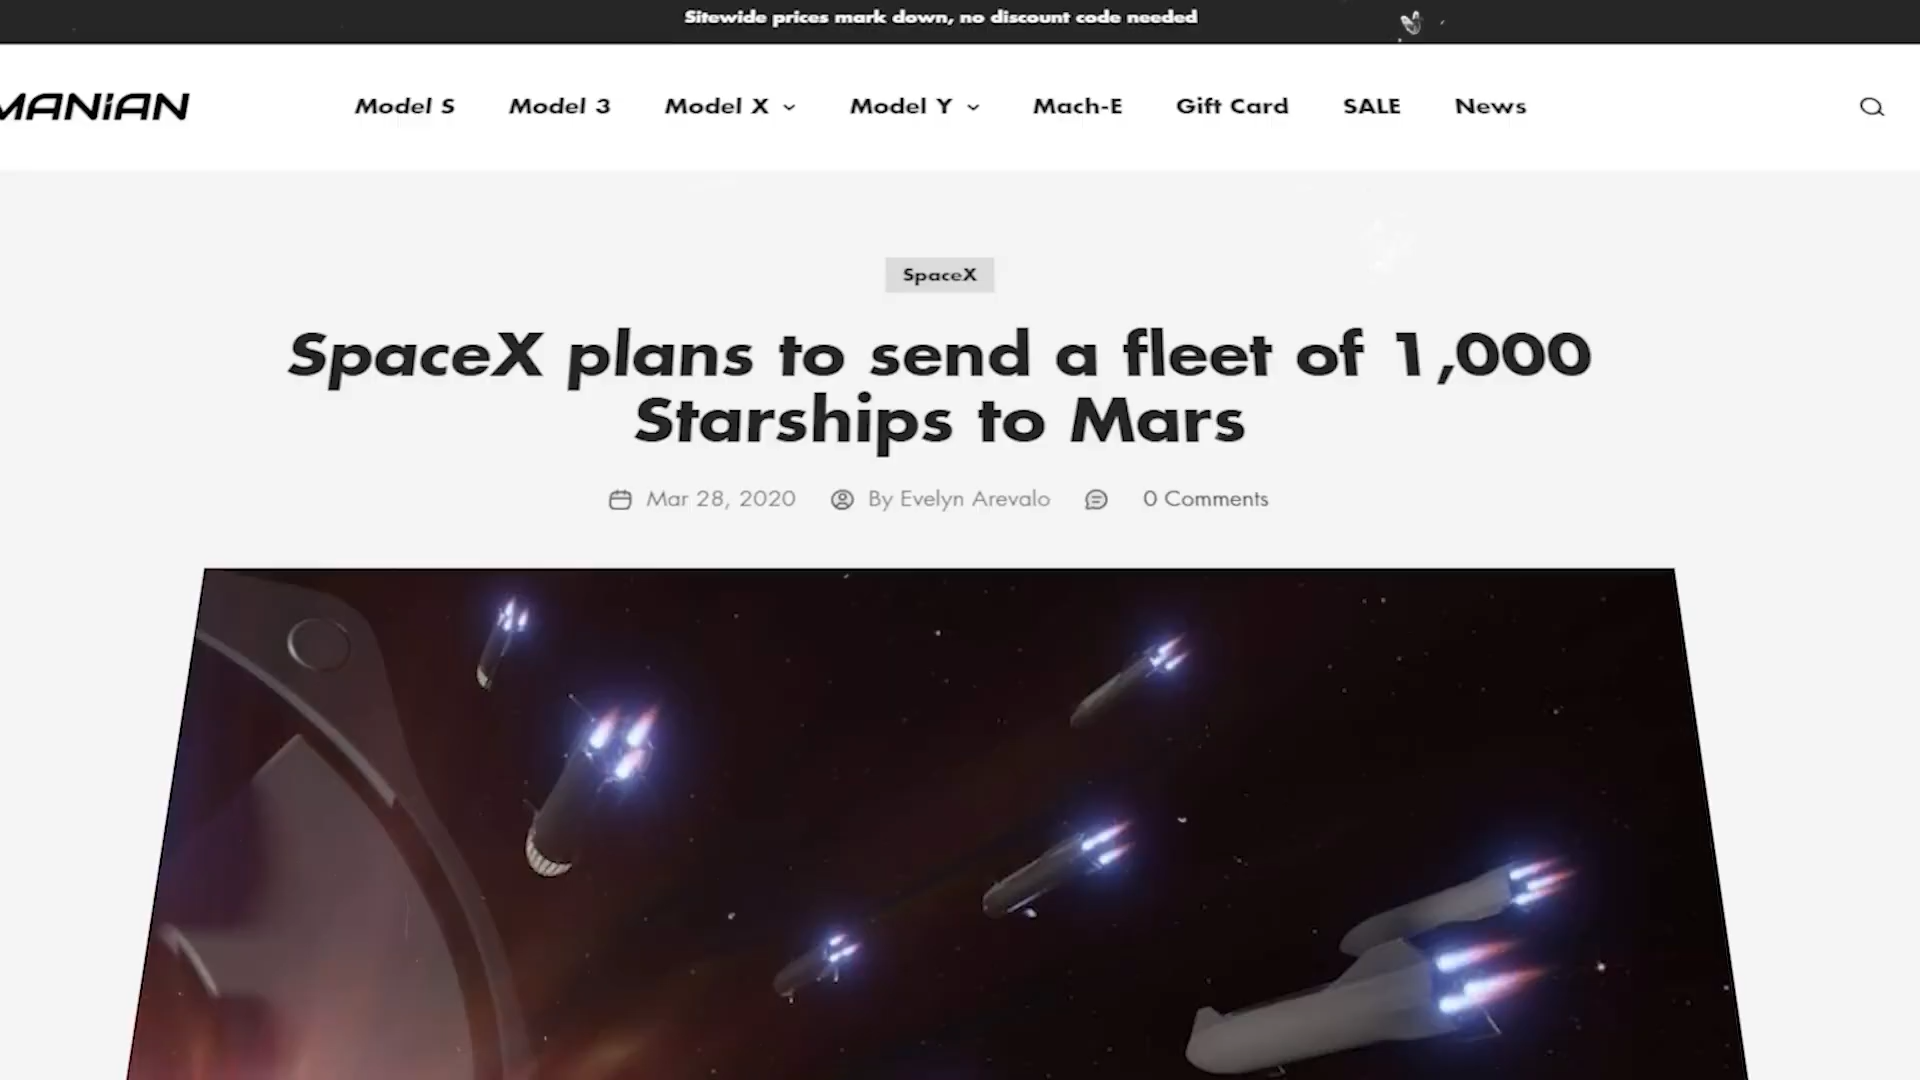 Sitewide prices mark down, no discount code needed
MANiAN
Model S Model 3 Model X Model Y Mach-E Gift Card SALE News
SpaceX
SpaceX plans to send a fleet of 1,000
Starships to Mars
Mar 28, 2020 By Evelyn Arevalo 0 Comments